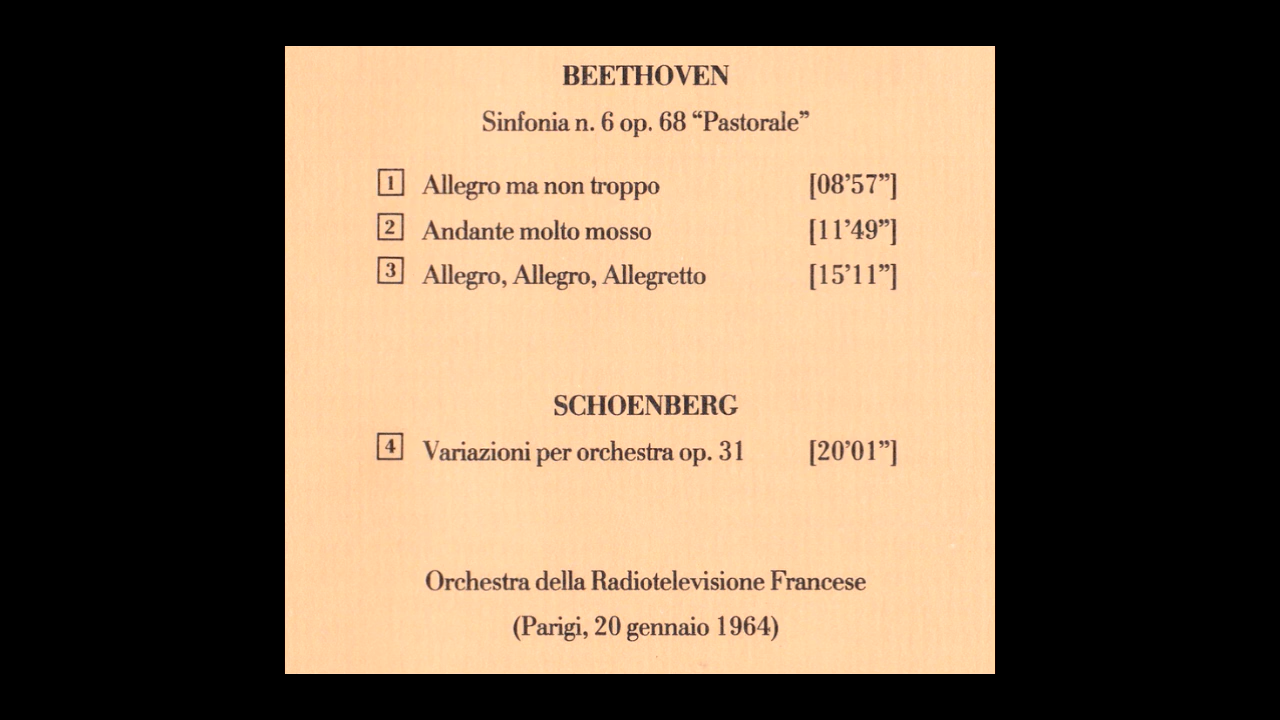 BEETHOVEN
Sinfonia n. 6 op. 68 “Pastorale”
1 Allegro ma non troppo [08’57”]
2 Andante molto mosso [11’49”]
3 Allegro, Allegro, Allegretto [15’11”]
SCHOENBERG
4 Variazioni per orchestra op. 31 [20’01”]
Orchestra della Radiotelevisione Francese
(Parigi, 20 gennaio 1964)